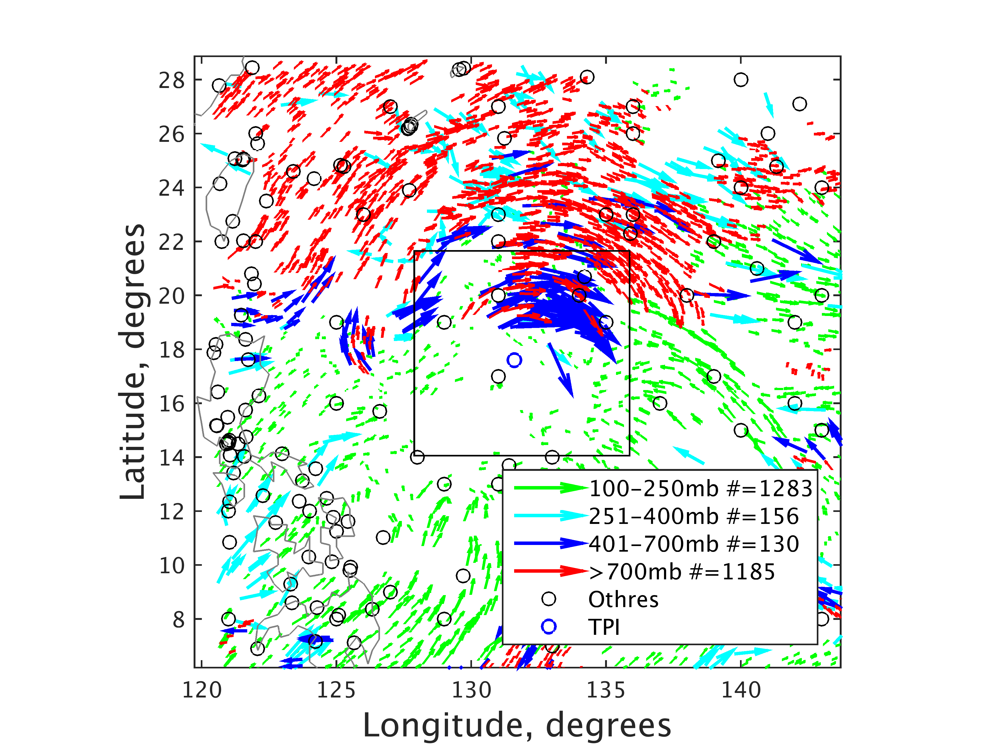 28
26
24
22
20
18
16
14
12
10
8
Latitude, degrees
100-250mb #=1283
251-400mb #=156
401-700mb #=130
>700mb #=1185
Othres
TPI
120 125 130 135 140
Longitude, degrees